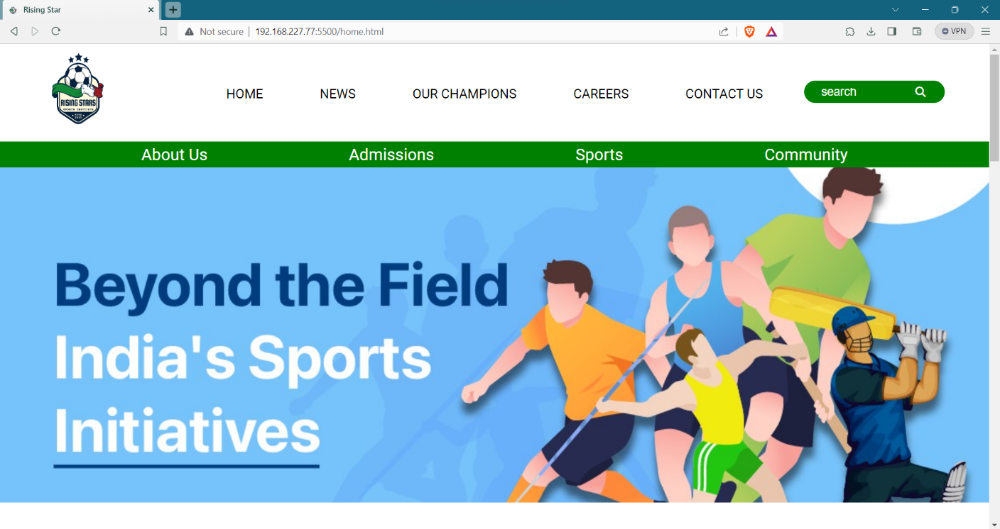 Rising Star
Not secure | 192.168.227.77:5500/home.html
VPN
RISING STARS
SPORTS INSTITUTE
HOME NEWS OUR CHAMPIONS CAREERS CONTACT US search
About Us Admissions Sports Community
Beyond the Field
India's Sports
Initiatives